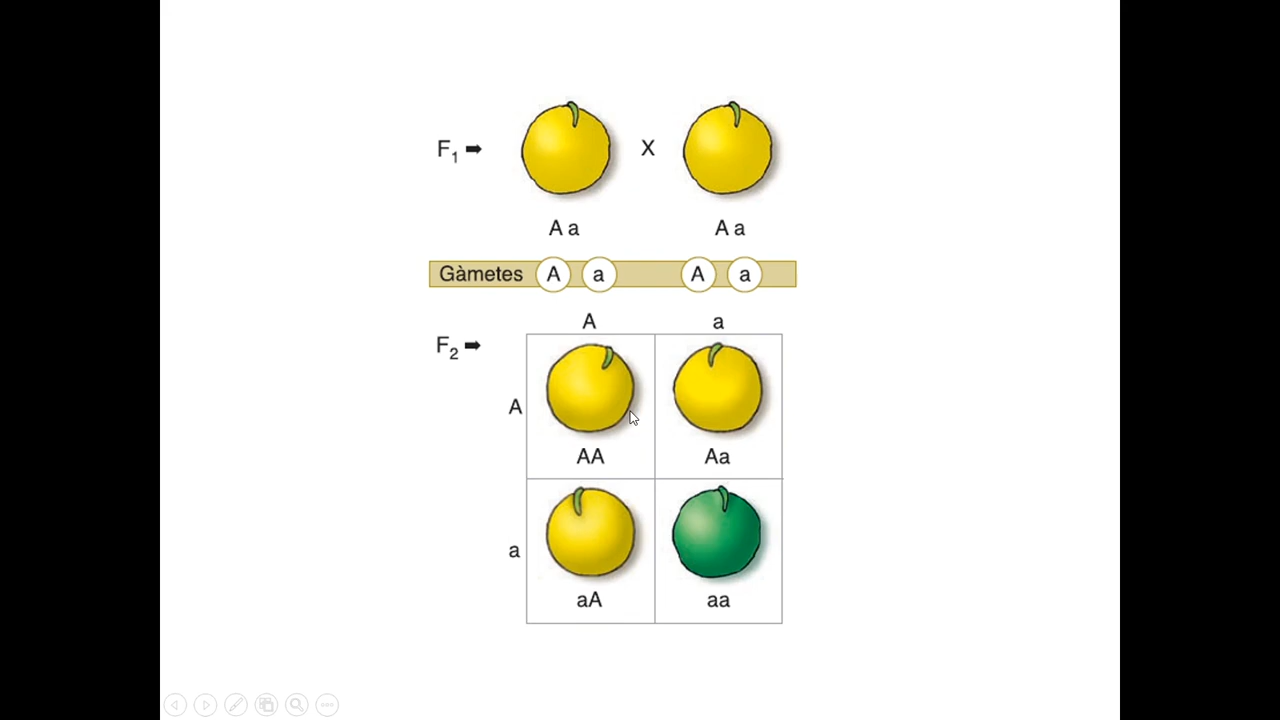 F₁ ➡ X
A a A a
Gàmetes A a A a
A a
F₂ ➡
A
AA Aa
a
aA aa